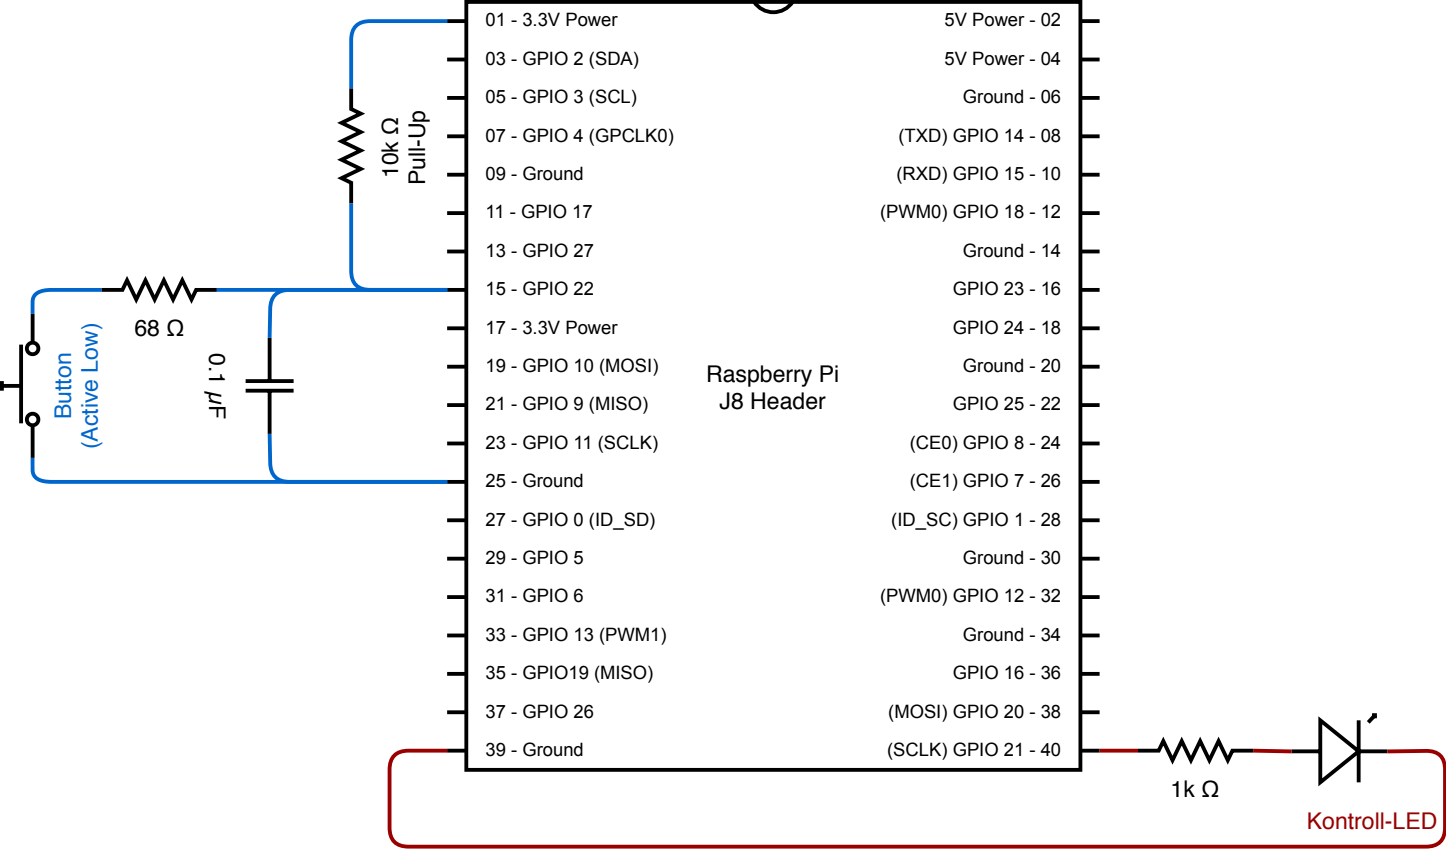 01 - 3.3V Power
03 - GPIO 2 (SDA)
05 - GPIO 3 (SCL)
07 - GPIO 4 (GPCLK0)
09 - Ground
11 - GPIO 17
13 - GPIO 27
15 - GPIO 22
17 - 3.3V Power
19 - GPIO 10 (MOSI)
21 - GPIO 9 (MISO)
23 - GPIO 11 (SCLK)
25 - Ground
27 - GPIO 0 (ID_SD)
29 - GPIO 5
31 - GPIO 6
33 - GPIO 13 (PWM1)
35 - GPIO19 (MISO)
37 - GPIO 26
39 - Ground
5V Power - 02
5V Power - 04
Ground - 06
(TXD) GPIO 14 - 08
(RXD) GPIO 15 - 10
(PWM0) GPIO 18 - 12
Ground - 14
GPIO 23 - 16
GPIO 24 - 18
Ground - 20
GPIO 25 - 22
(CE0) GPIO 8 - 24
(CE1) GPIO 7 - 26
(ID_SC) GPIO 1 - 28
Ground - 30
(PWM0) GPIO 12 - 32
Ground - 34
GPIO 16 - 36
(MOSI) GPIO 20 - 38
(SCLK) GPIO 21 - 40
Raspberry Pi
J8 Header
10k Ω
Pull-Up
68 Ω
Button
(Active Low)
0.1 µF
1k Ω
Kontroll-LED